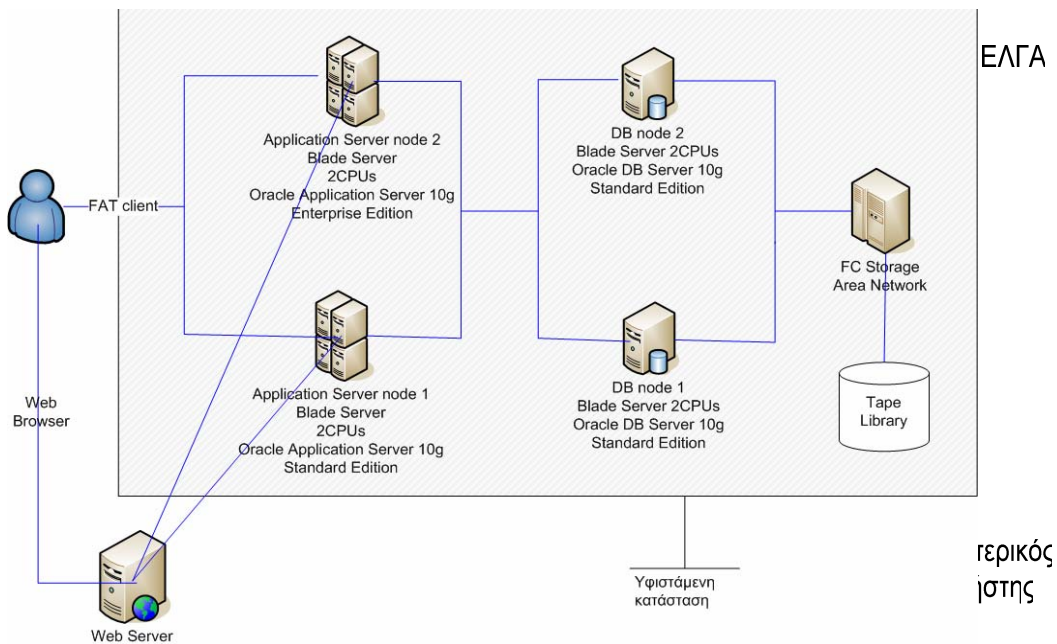 ΕΛΓΑ
Application Server node 2
Blade Server
2CPUs
Oracle Application Server 10g
Enterprise Edition
DB node 2
Blade Server 2CPUs
Oracle DB Server 10g
Standard Edition
FAT client
FC Storage
Area Network
Application Server node 1
Blade Server
2CPUs
Oracle Application Server 10g
Standard Edition
DB node 1
Blade Server 2CPUs
Oracle DB Server 10g
Standard Edition
Tape
Library
Web
Browser
Υφιστάμενη
κατάσταση
τερικός
ήστης
Web Server